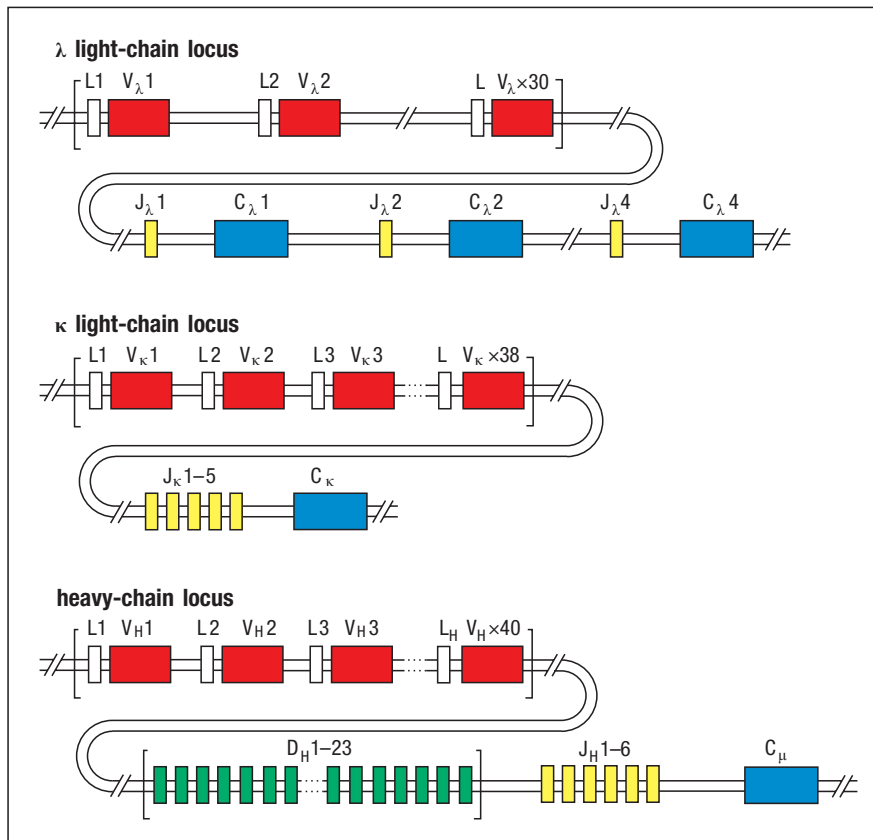 λ light-chain locus
L1 Vλ1 L2 Vλ2 L Vλ×30
Jλ1 Cλ1 Jλ2 Cλ2 Jλ4 Cλ4
κ light-chain locus
L1 Vκ1 L2 Vκ2 L3 Vκ3 L Vκ×38
Jκ1–5 Cκ
heavy-chain locus
L1 VH1 L2 VH2 L3 VH3 LH VH×40
DH1–23 JH1–6 Cμ